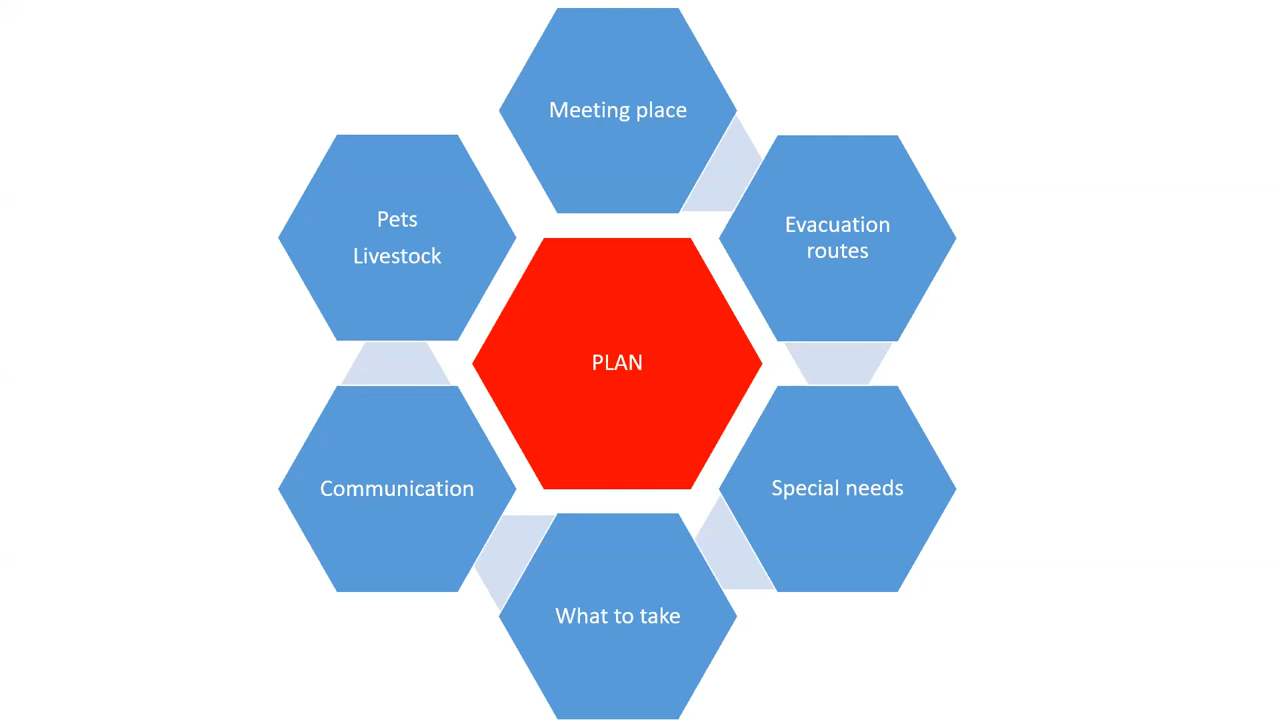 Meeting place
Evacuation
routes
Special needs
What to take
Communication
Pets
Livestock
PLAN